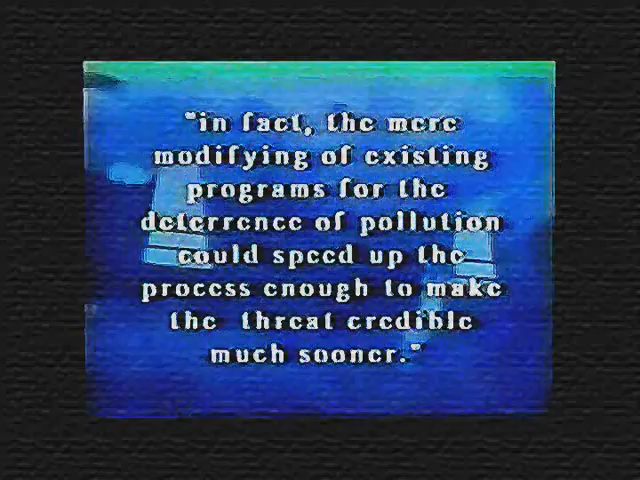 "in fact, the mere
modifying of existing
programs for the
deterrence of pollution
could speed up the
process enough to make
the threat credible
much sooner."